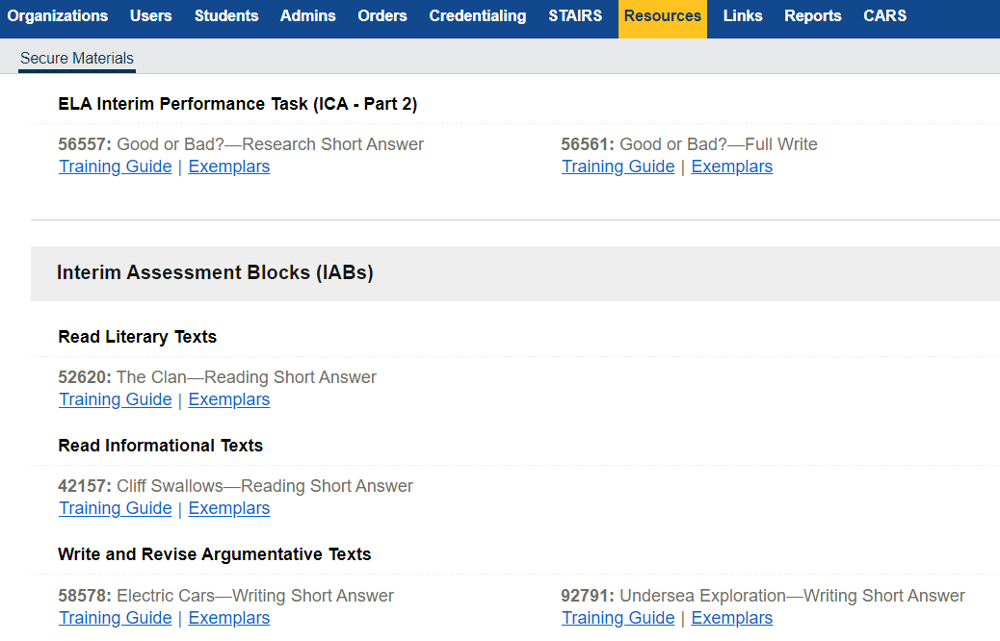 Organizations Users Students Admins Orders Credentialing STAIRS Resources Links Reports CARS
Secure Materials
ELA Interim Performance Task (ICA - Part 2)
56557: Good or Bad?—Research Short Answer
Training Guide | Exemplars
56561: Good or Bad?—Full Write
Training Guide | Exemplars
Interim Assessment Blocks (IABs)
Read Literary Texts
52620: The Clan—Reading Short Answer
Training Guide | Exemplars
Read Informational Texts
42157: Cliff Swallows—Reading Short Answer
Training Guide | Exemplars
Write and Revise Argumentative Texts
58578: Electric Cars—Writing Short Answer
Training Guide | Exemplars
92791: Undersea Exploration—Writing Short Answer
Training Guide | Exemplars